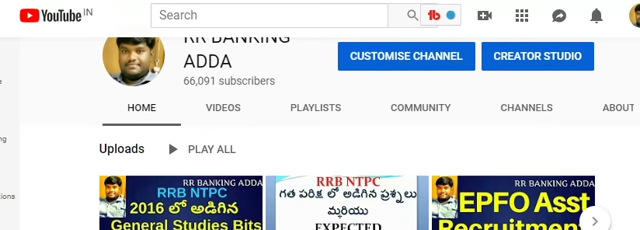 YouTube IN
Search
RR BANKING
ADDA
66,091 subscribers
CUSTOMISE CHANNEL
CREATOR STUDIO
HOME VIDEOS PLAYLISTS COMMUNITY CHANNELS ABOUT
Uploads PLAY ALL
RR BANKING ADDA
RRB NTPC
2016 లో అడిగిన
General Studies Bits
RRB NTPC
గత పరీక్ష లో అడిగిన ప్రశ్నలు
మరియు
EXPECTED
RR BANKING ADDA
EPFO Asst
Recruitment